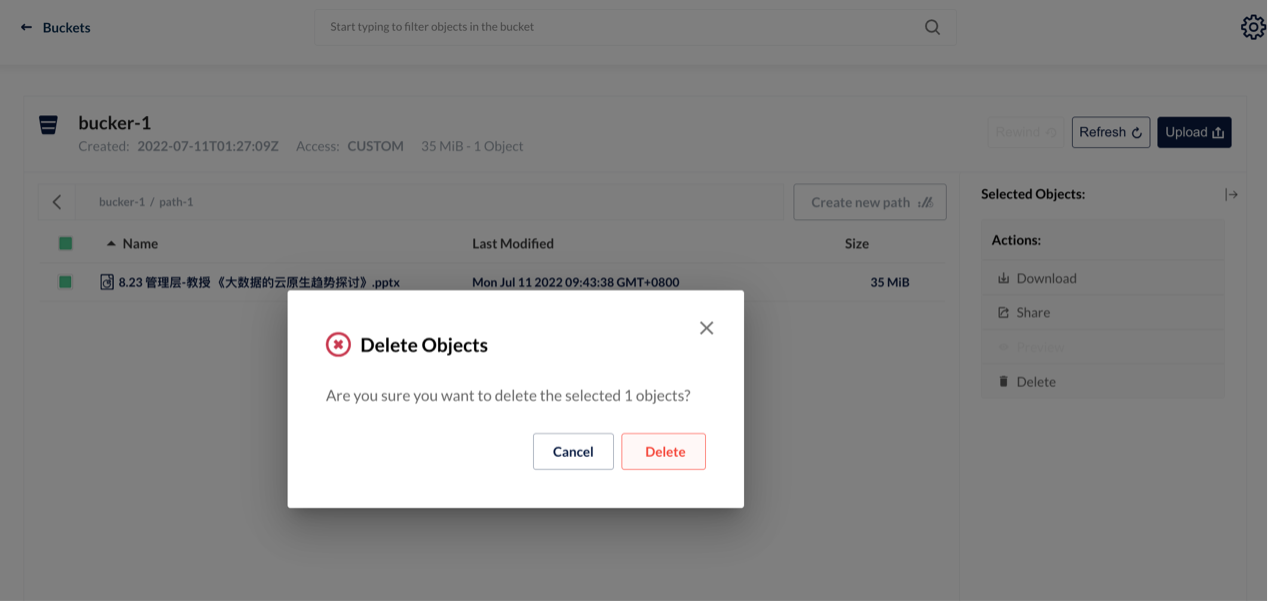 Buckets
Start typing to filter objects in the bucket
bucker-1
Created: 2022-07-11T01:27:09Z Access: CUSTOM 35 MiB - 1 Object
Rewind
Refresh
Upload
bucker-1 / path-1
Create new path
Selected Objects:
Name Last Modified Size
Actions:
8.23 管理层-教授《大数据的云原生趋势探讨》.pptx Mon Jul 11 2022 09:43:38 GMT+0800 35 MiB
Download
Share
Preview
Delete
Delete Objects
Are you sure you want to delete the selected 1 objects?
Cancel
Delete